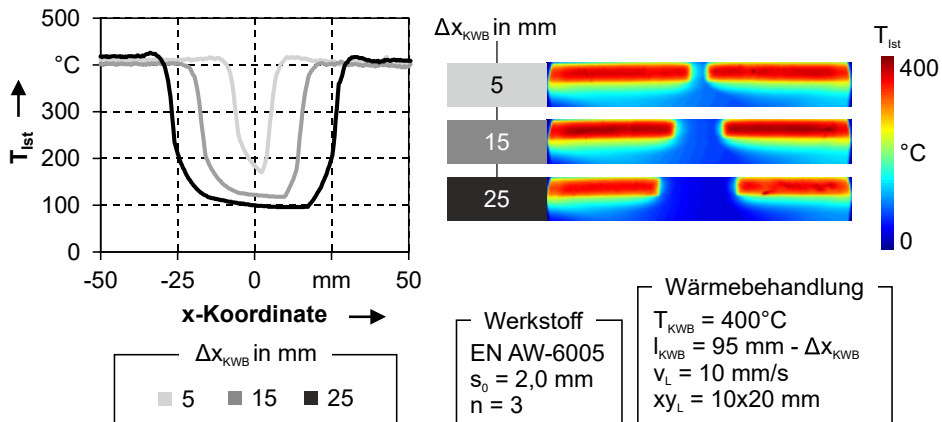 500
°C
300
200
100
0
T_Ist
-50 -25 0 mm 50
x-Koordinate
Δx_KWB in mm
5 15 25
Δx_KWB in mm
5
15
25
T_Ist
400
°C
0
Werkstoff
EN AW-6005
s_0 = 2,0 mm
n = 3
Wärmebehandlung
T_KWB = 400°C
l_KWB = 95 mm - Δx_KWB
v_L = 10 mm/s
xy_L = 10x20 mm